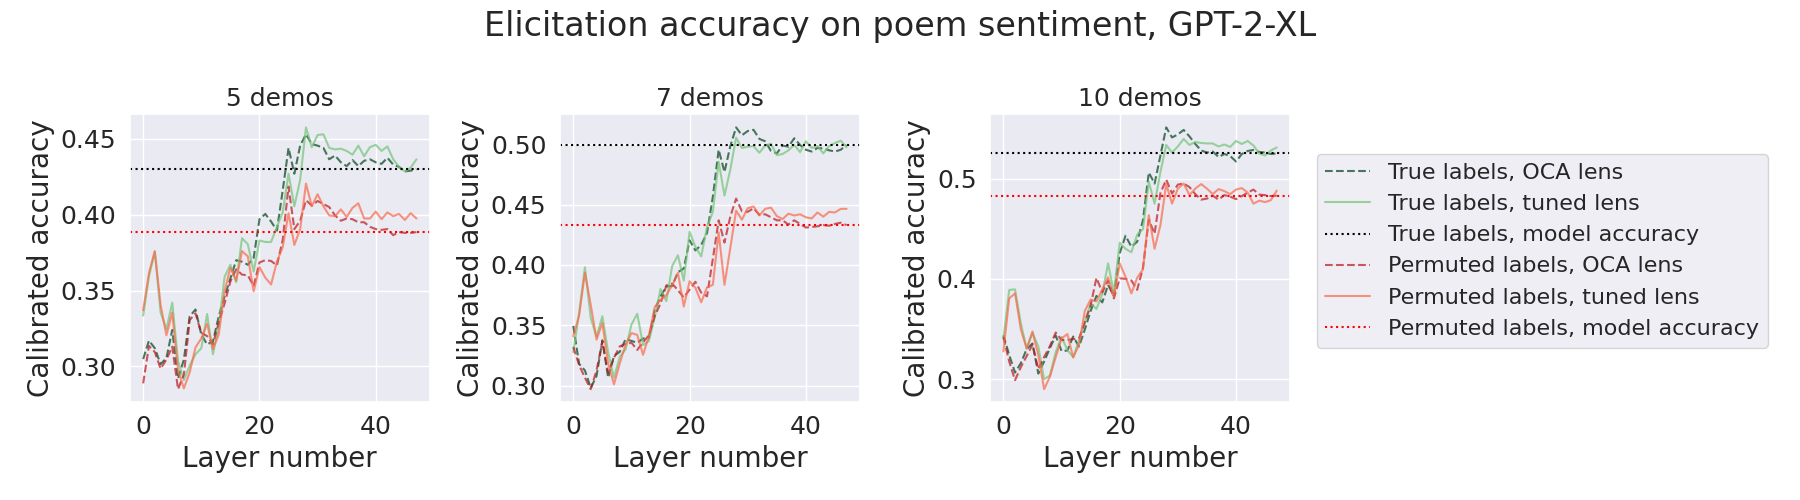 Elicitation accuracy on poem sentiment, GPT-2-XL
5 demos
Calibrated accuracy
0.45
0.40
0.35
0.30
0
20
40
Layer number
7 demos
Calibrated accuracy
0.50
0.45
0.40
0.35
0.30
0
20
40
Layer number
10 demos
Calibrated accuracy
0.5
0.4
0.3
0
20
40
Layer number
True labels, OCA lens
True labels, tuned lens
True labels, model accuracy
Permuted labels, OCA lens
Permuted labels, tuned lens
Permuted labels, model accuracy